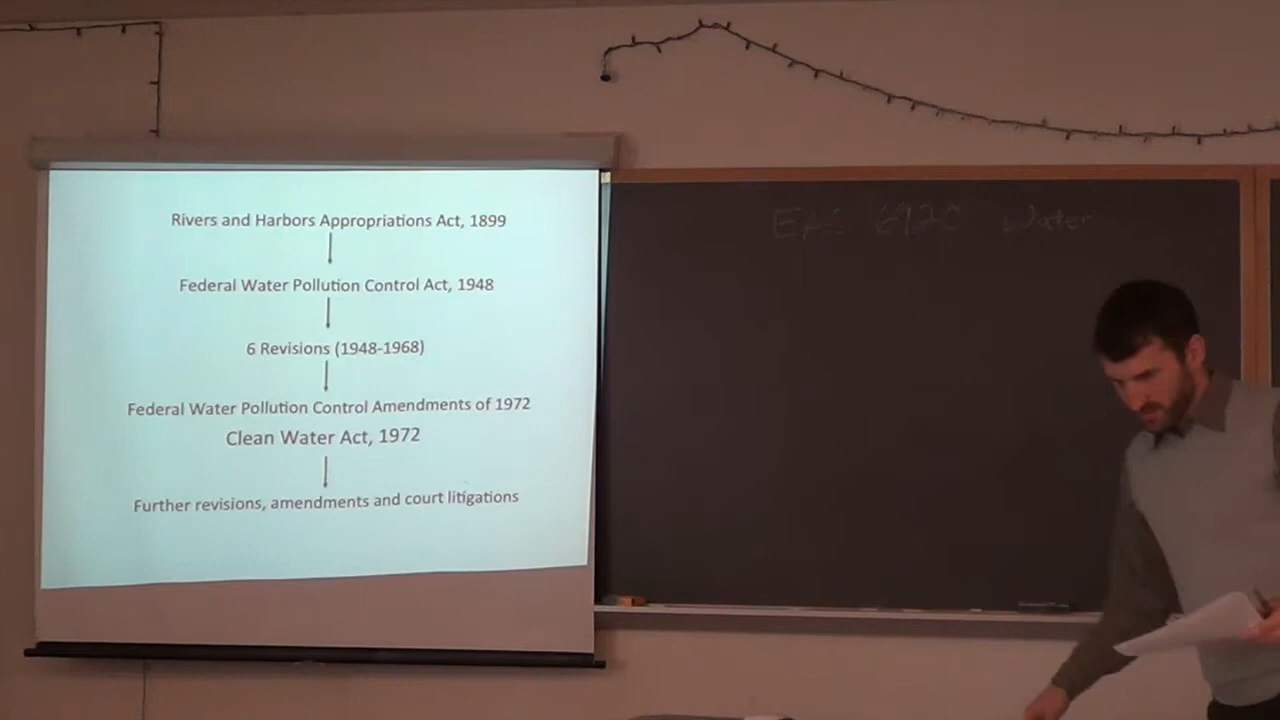 Rivers and Harbors Appropriations Act, 1899
Federal Water Pollution Control Act, 1948
6 Revisions (1948-1968)
Federal Water Pollution Control Amendments of 1972
Clean Water Act, 1972
Further revisions, amendments and court litigations
Water